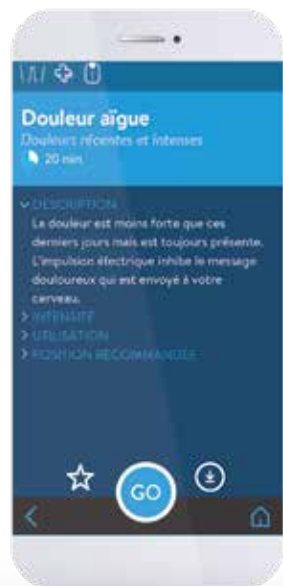 Douleur aïgue
Douleurs récentes et intenses
20 min
DESCRIPTION
La douleur est moins forte que ces
derniers jours mais est toujours présente.
L'impulsion électrique inhibe le message
douloureux qui est envoyé à votre
cerveau.
INTENSITÉ
UTILISATION
POSITION RECOMMANDÉE
GO